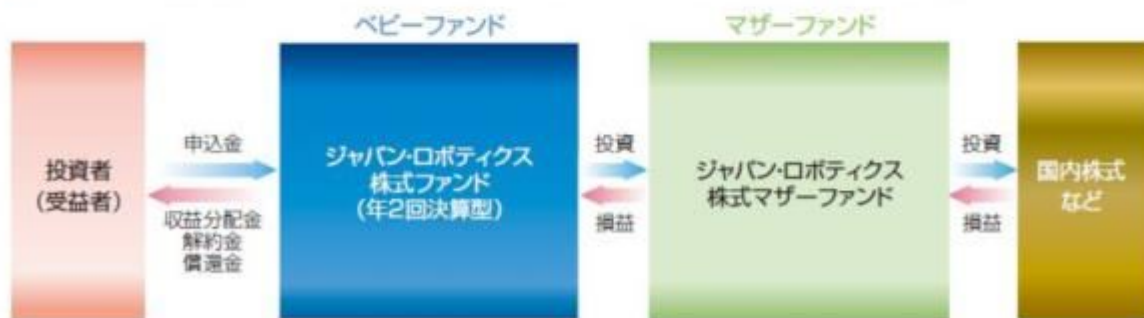 ベビーファンド
マザーファンド
投資者
(受益者)
申込金
収益分配金
解約金
償還金
ジャパン・ロボティクス
株式ファンド
(年2回決算型)
投資
損益
ジャパン・ロボティクス
株式マザーファンド
投資
損益
国内株式
など